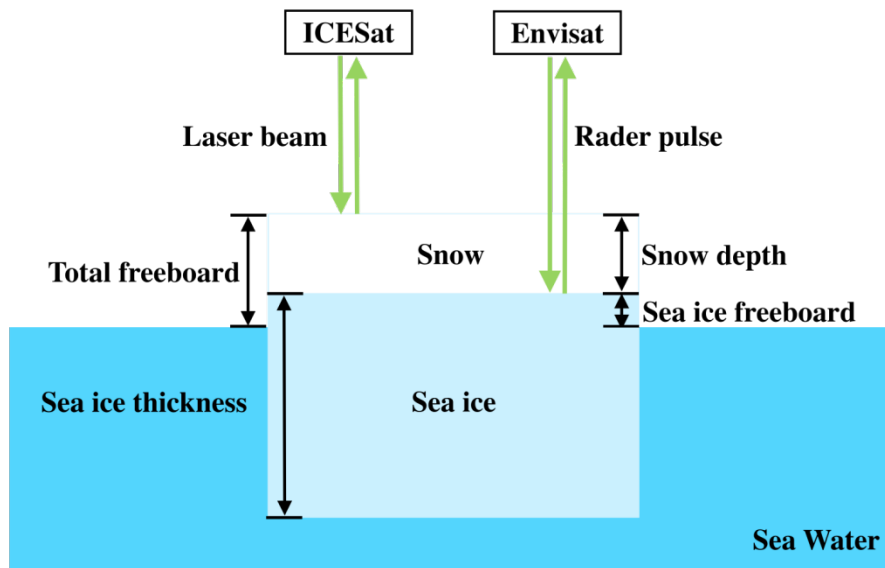 ICESat
Envisat
Laser beam
Rader pulse
Snow
Snow depth
Total freeboard
Sea ice freeboard
Sea ice thickness
Sea ice
Sea Water